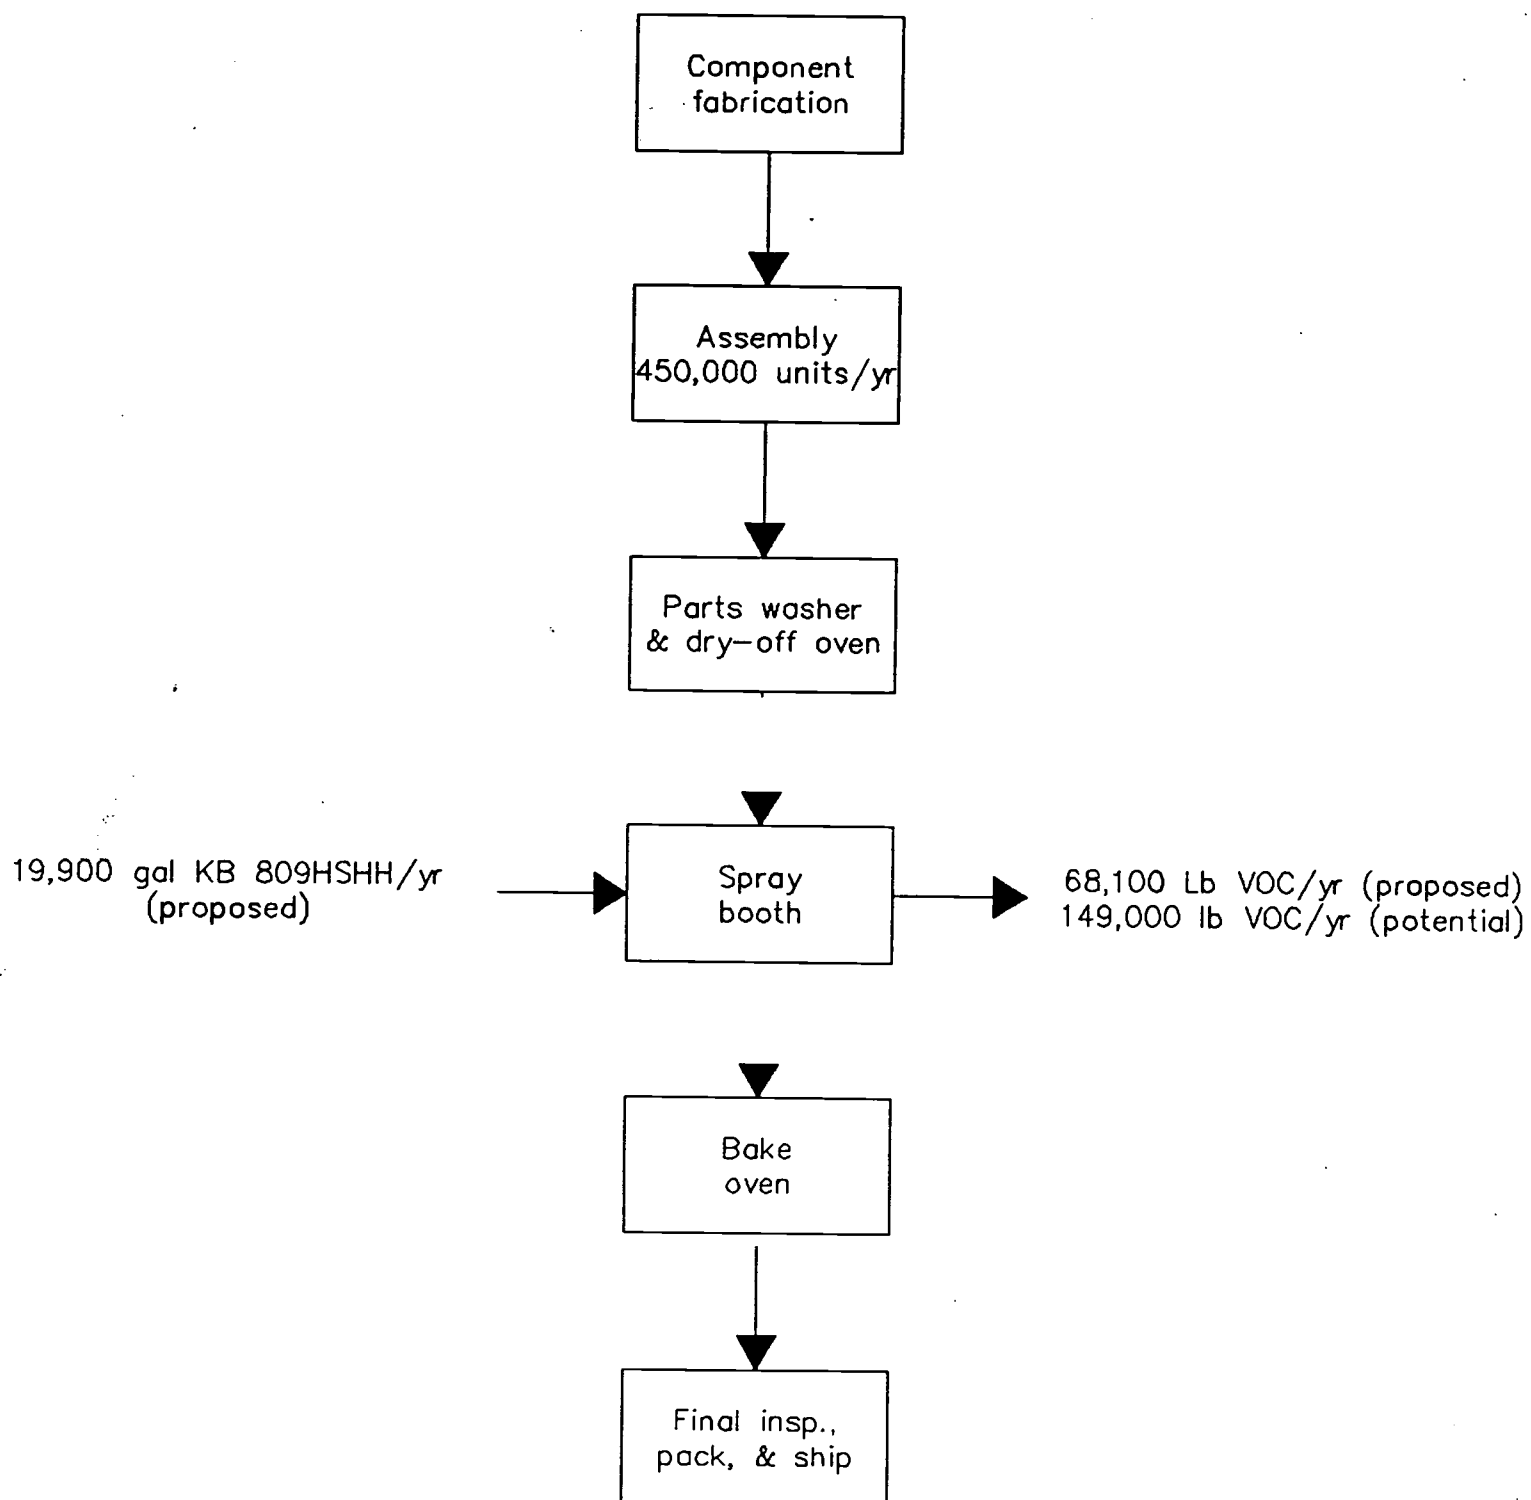 Component
fabrication
Assembly
450,000 units/yr
Parts washer
& dry-off oven
19,900 gal KB 809HSHH/yr
(proposed)
Spray
booth
68,100 Lb VOC/yr (proposed)
149,000 lb VOC/yr (potential)
Bake
oven
Final insp.,
pack, & ship